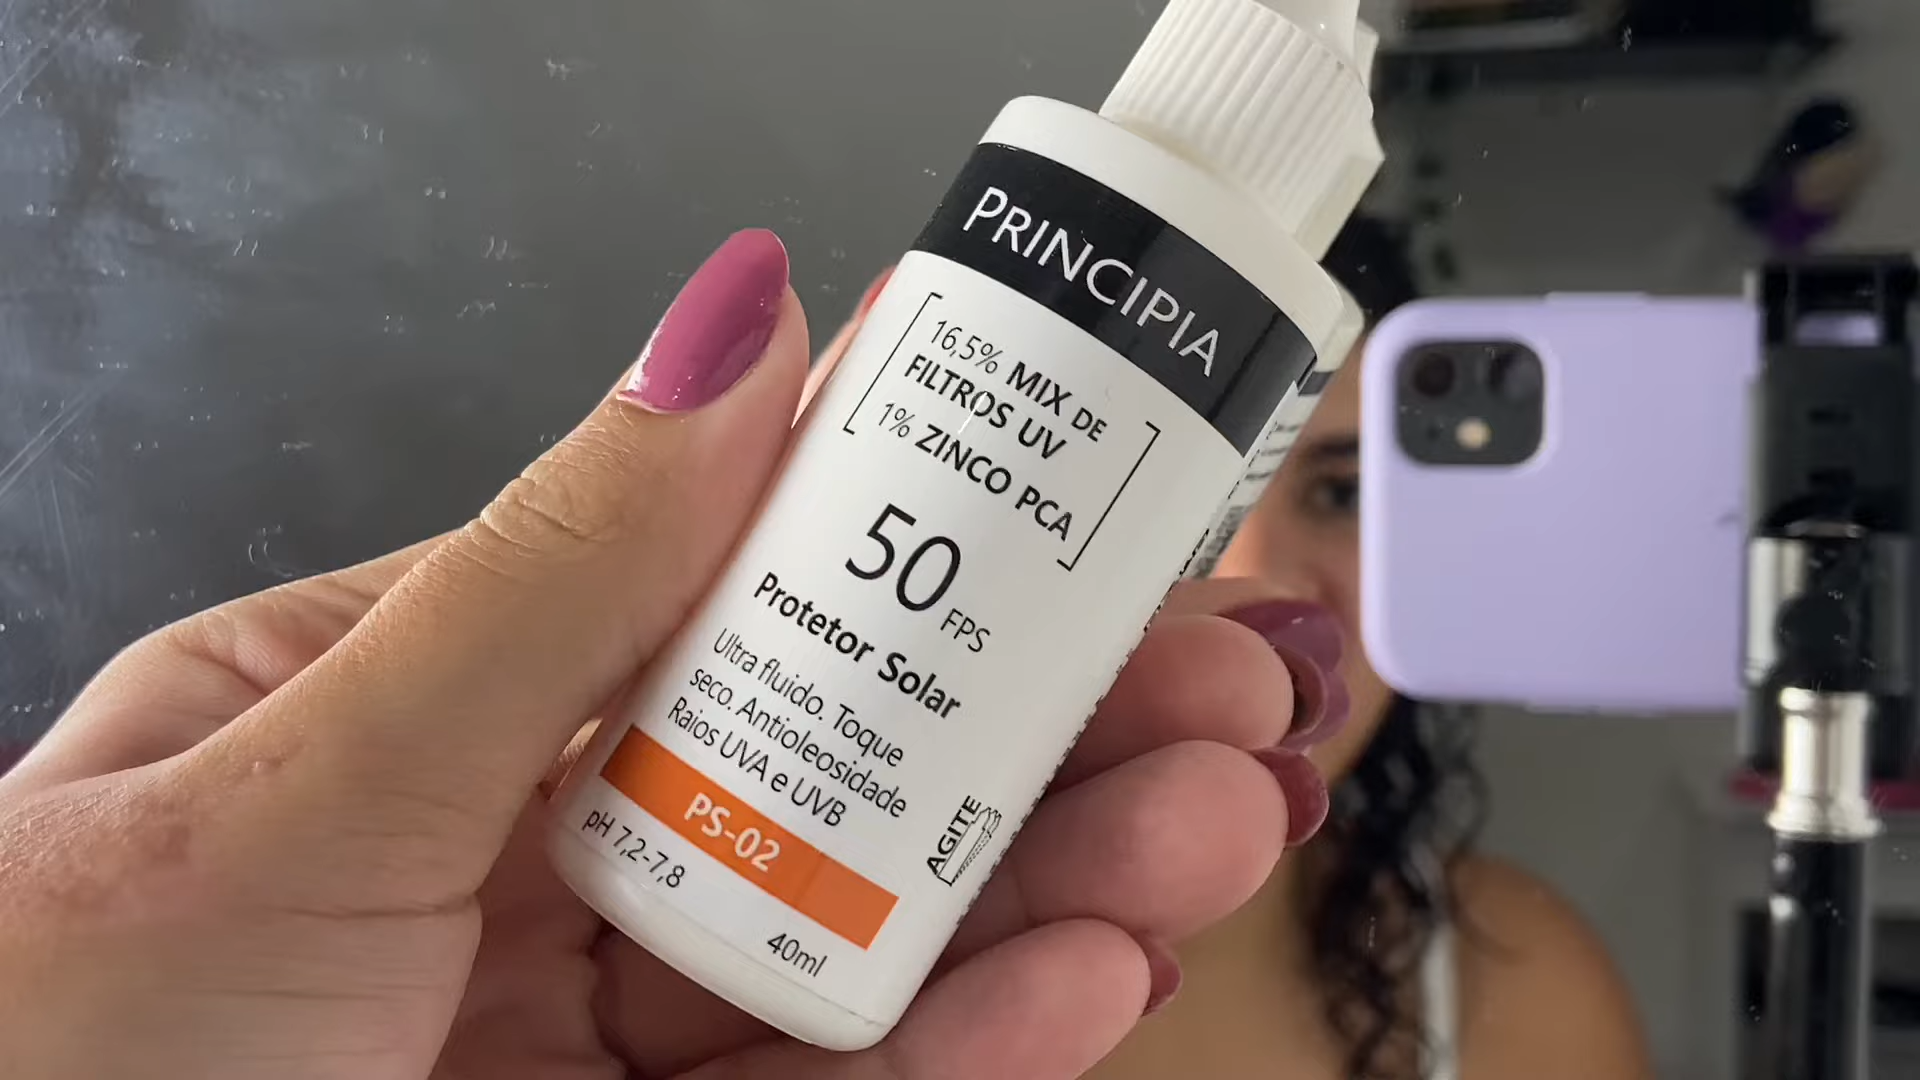 PRINCIPIA
16,5% MIX DE
FILTROS UV
1% ZINCO PCA
50 FPS
Protetor Solar
Ultra fluido. Toque
seco. Antioleosidade
Raios UVA e UVB
AGITE
PS-02
pH 7,2-7,8
40ml